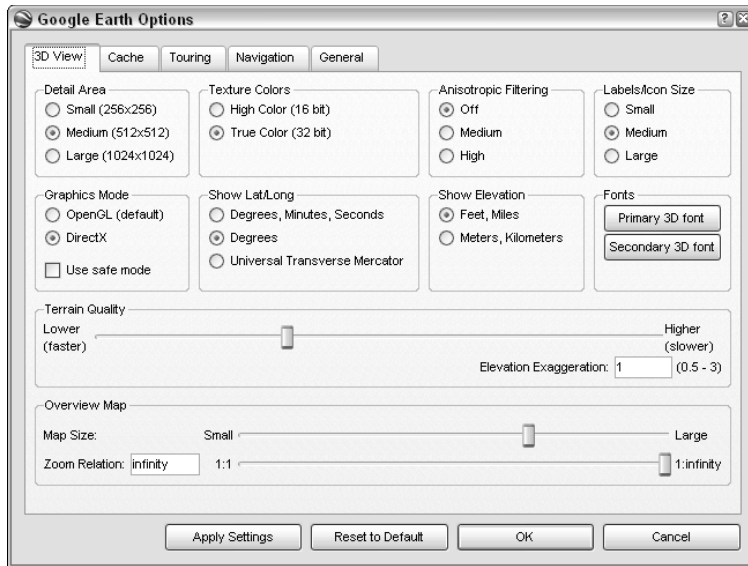 Google Earth Options
3D View Cache Touring Navigation General
Detail Area
Small (256x256)
Medium (512x512)
Large (1024x1024)
Texture Colors
High Color (16 bit)
True Color (32 bit)
Anisotropic Filtering
Off
Medium
High
Labels/Icon Size
Small
Medium
Large
Graphics Mode
OpenGL (default)
DirectX
Use safe mode
Show Lat/Long
Degrees, Minutes, Seconds
Degrees
Universal Transverse Mercator
Show Elevation
Feet, Miles
Meters, Kilometers
Fonts
Primary 3D font
Secondary 3D font
Terrain Quality
Lower
(faster)
Higher
(slower)
Elevation Exaggeration: 1 (0.5 - 3)
Overview Map
Map Size: Small Large
Zoom Relation: infinity 1:1 1:infinity
Apply Settings Reset to Default OK Cancel